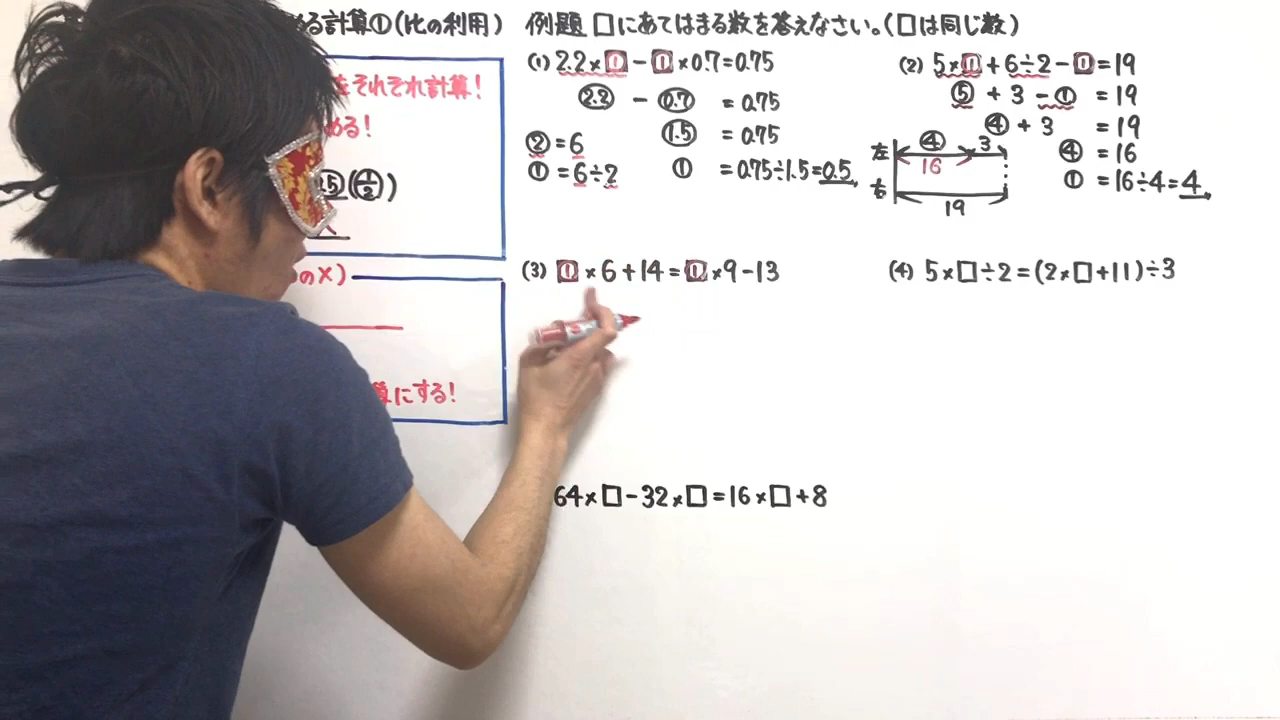 める計算①(比の利用) 例題 □にあてはまる数を答えなさい。(□は同じ数)
をそれぞれ計算!
める!
(3) ①×6+14=①×9-13
(1) 2.2×①-①×0.7=0.75
2.2 - 0.7 =0.75
1.5 =0.75
②=6
①=6÷2
① =0.75÷1.5=0.5
(2) 5×①+6÷2-①=19
⑤+3-①=19
④+3 =19
④ =16
① =16÷4=4
左 ④ 3
16
右
19
(4) 5×□÷2=(2×□+11)÷3
の×)
算にする!
64×□-32×□=16×□+8